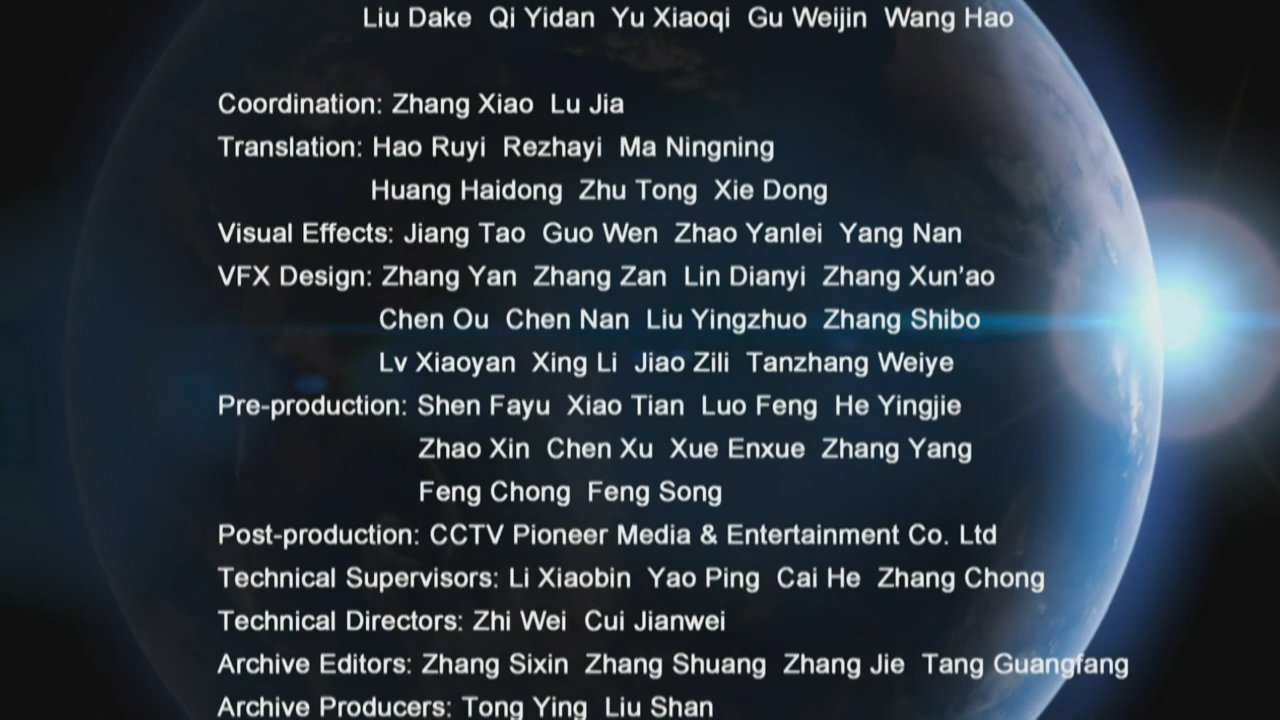 Liu Dake Qi Yidan Yu Xiaoqi Gu Weijin Wang Hao
Coordination: Zhang Xiao Lu Jia
Translation: Hao Ruyi Rezhayi Ma Ningning
Huang Haidong Zhu Tong Xie Dong
Visual Effects: Jiang Tao Guo Wen Zhao Yanlei Yang Nan
VFX Design: Zhang Yan Zhang Zan Lin Dianyi Zhang Xun’ao
Chen Ou Chen Nan Liu Yingzhuo Zhang Shibo
Lv Xiaoyan Xing Li Jiao Zili Tanzhang Weiye
Pre-production: Shen Fayu Xiao Tian Luo Feng He Yingjie
Zhao Xin Chen Xu Xue Enxue Zhang Yang
Feng Chong Feng Song
Post-production: CCTV Pioneer Media & Entertainment Co. Ltd
Technical Supervisors: Li Xiaobin Yao Ping Cai He Zhang Chong
Technical Directors: Zhi Wei Cui Jianwei
Archive Editors: Zhang Sixin Zhang Shuang Zhang Jie Tang Guangfang
Archive Producers: Tong Ying Liu Shan